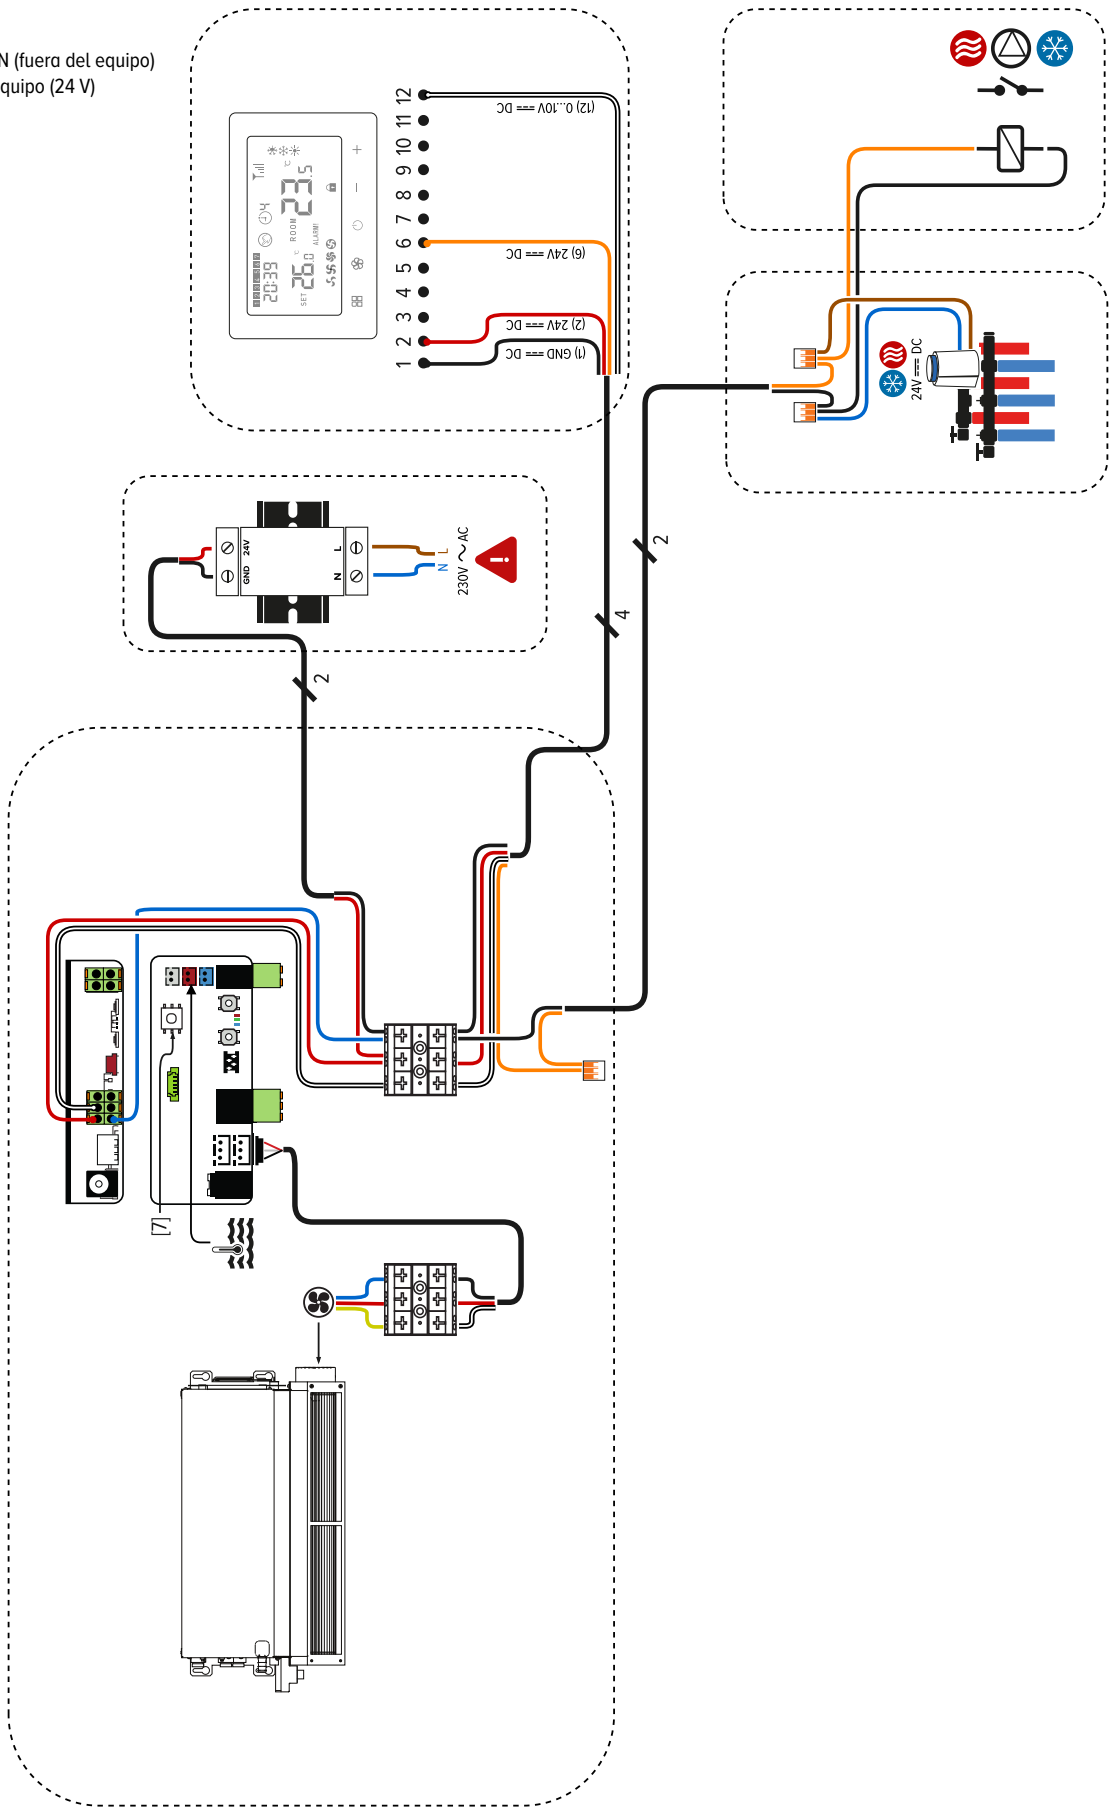 N (fuera del equipo)
quipo (24 V)
12
11
10
9
8
7
6
5
4
3
2
1
(12) 0..10V DC
(6) 24V DC
(2) 24V DC
(1) GND DC
20:39
4
SET
26.0
°C
ROOM
23.5
°C
ALARM!
24V
GND
L
N
L
N
230V ~ AC
24V DC
2
4
2
[7]